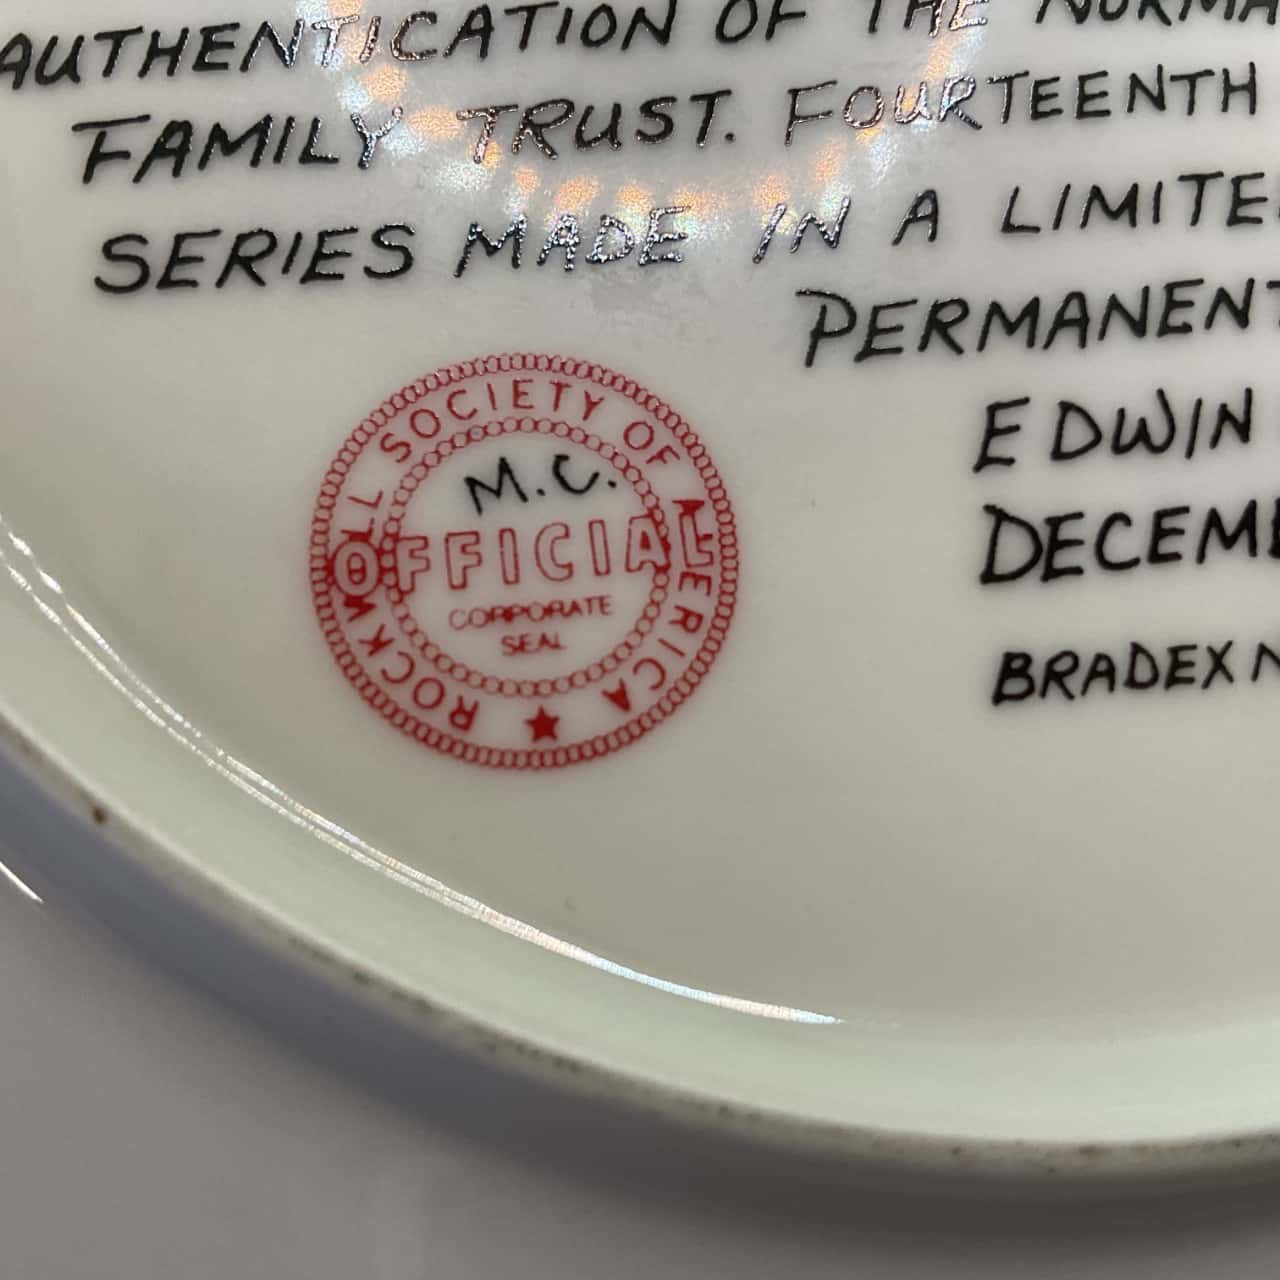 AUTHENTICATION OF THE
FAMILY TRUST. FOURTEENTH
SERIES MADE IN A
PERMANENT
EDWIN
BRADEX
ROCKWELL SOCIETY OF AMERICA
M.C.
OFFICIAL
CORPORATE
SEAL